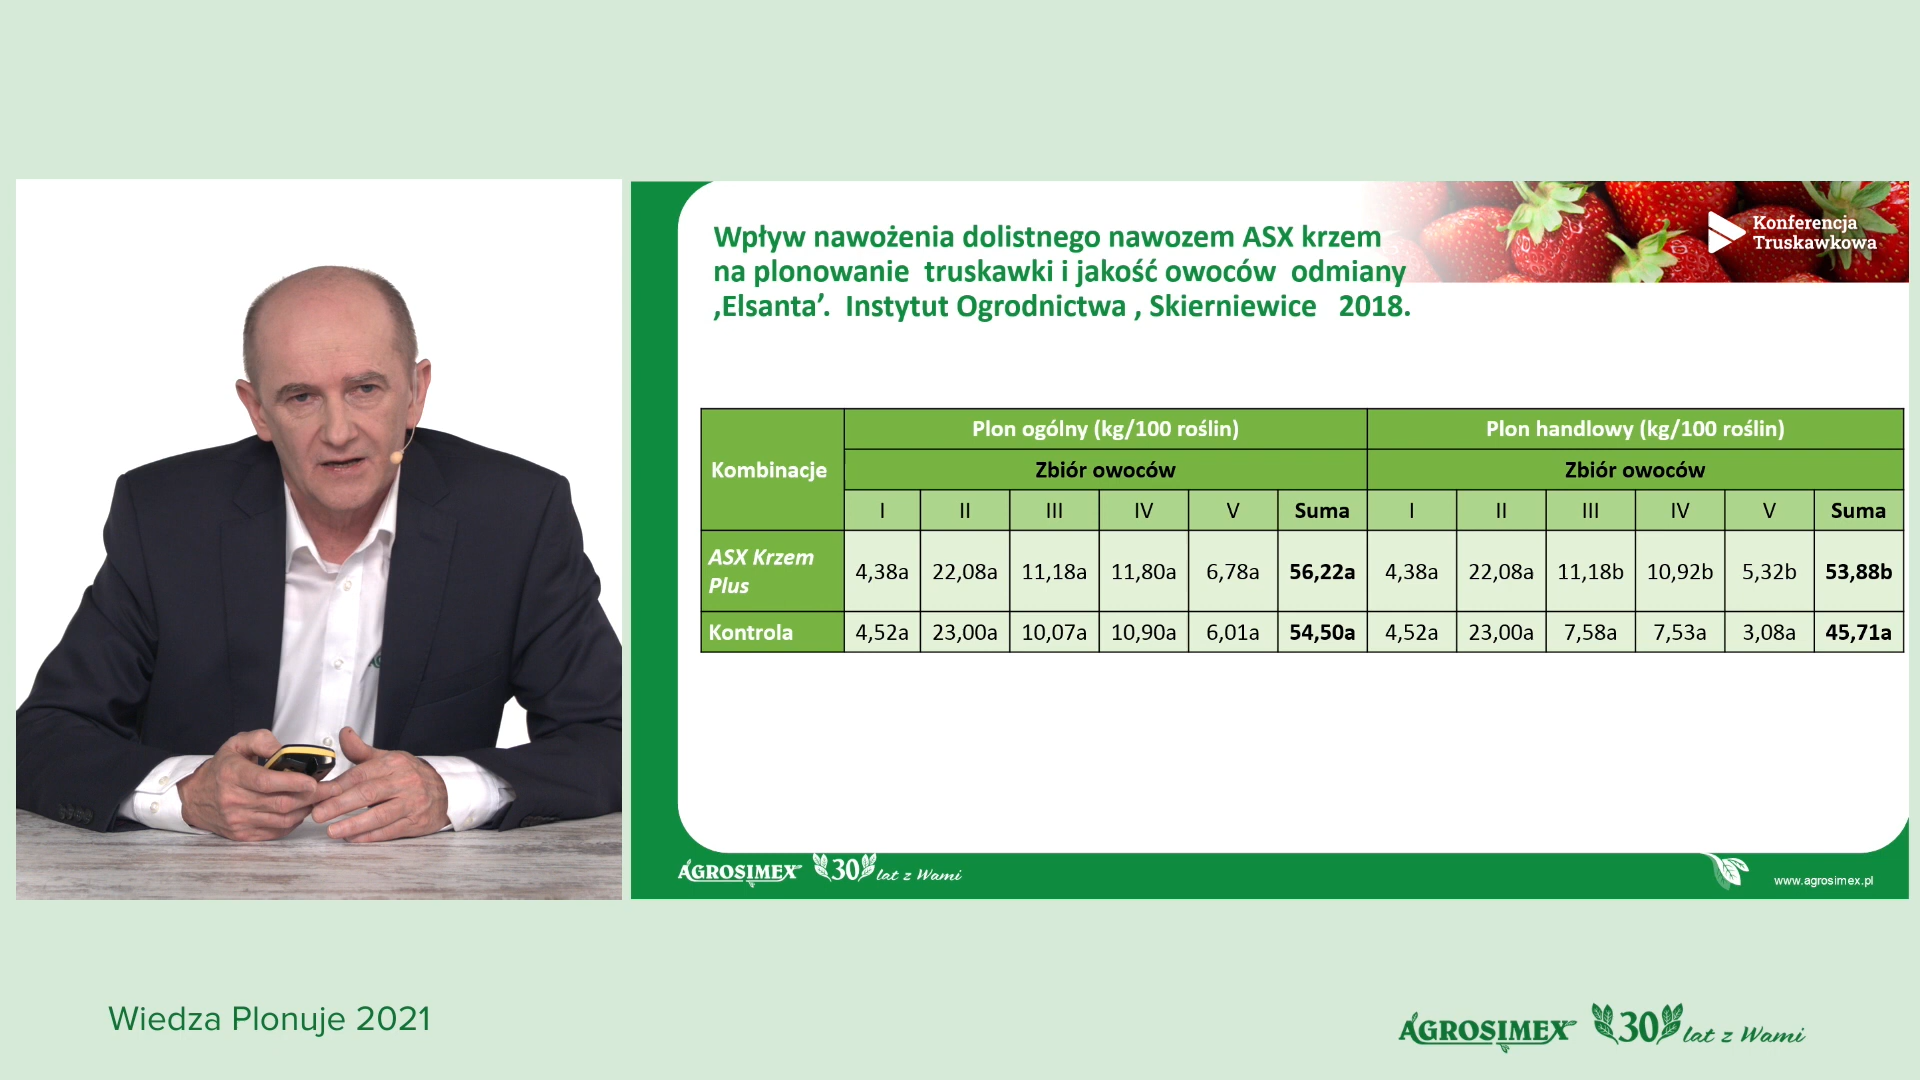 Wpływ nawożenia dolistnego nawozem ASX krzem
na plonowanie truskawki i jakość owoców odmiany
‚Elsanta’. Instytut Ogrodnictwa , Skierniewice 2018.
Konferencja
Truskawkowa
Kombinacje Plon ogólny (kg/100 roślin) Plon handlowy (kg/100 roślin)
Zbiór owoców Zbiór owoców
I II III IV V Suma I II III IV V Suma
ASX Krzem
Plus
4,38a 22,08a 11,18a 11,80a 6,78a 56,22a 4,38a 22,08a 11,18b 10,92b 5,32b 53,88b
Kontrola 4,52a 23,00a 10,07a 10,90a 6,01a 54,50a 4,52a 23,00a 7,58a 7,53a 3,08a 45,71a
AGROSIMEX 30 lat z Wami
www.agrosimex.pl
Wiedza Plonuje 2021
AGROSIMEX 30 lat z Wami